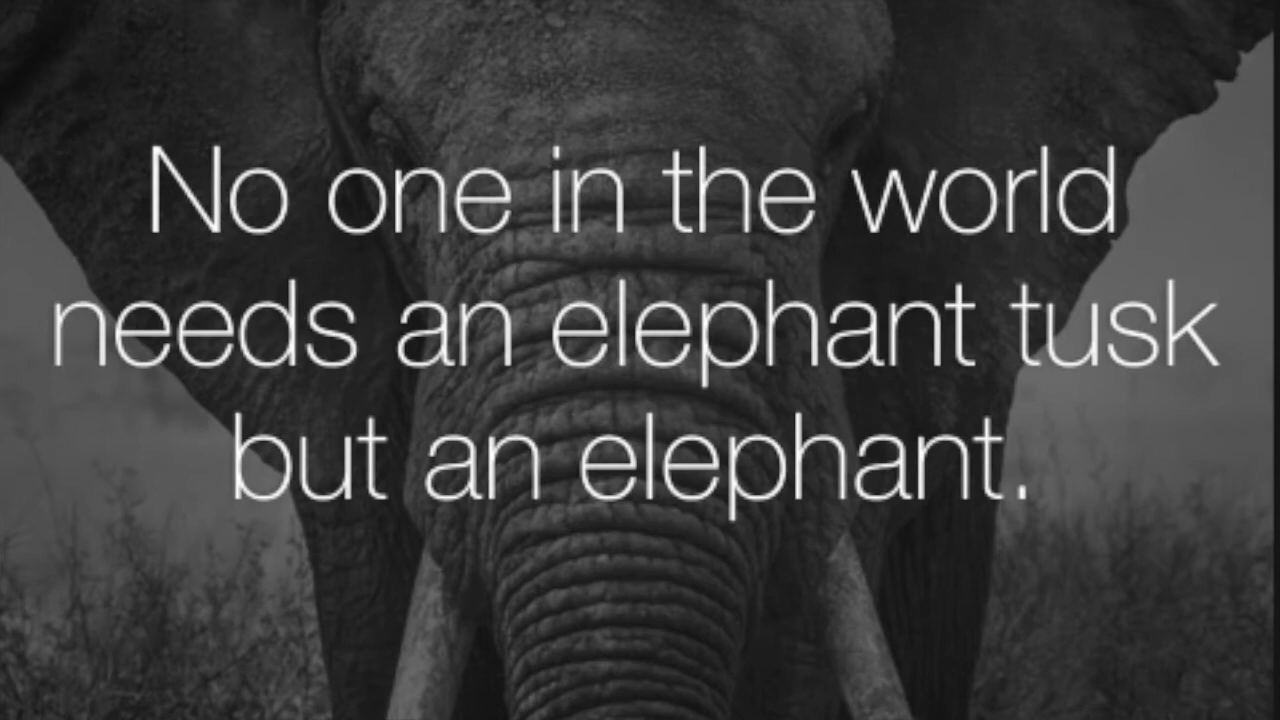 No one in the world
needs an elephant tusk
but an elephant.